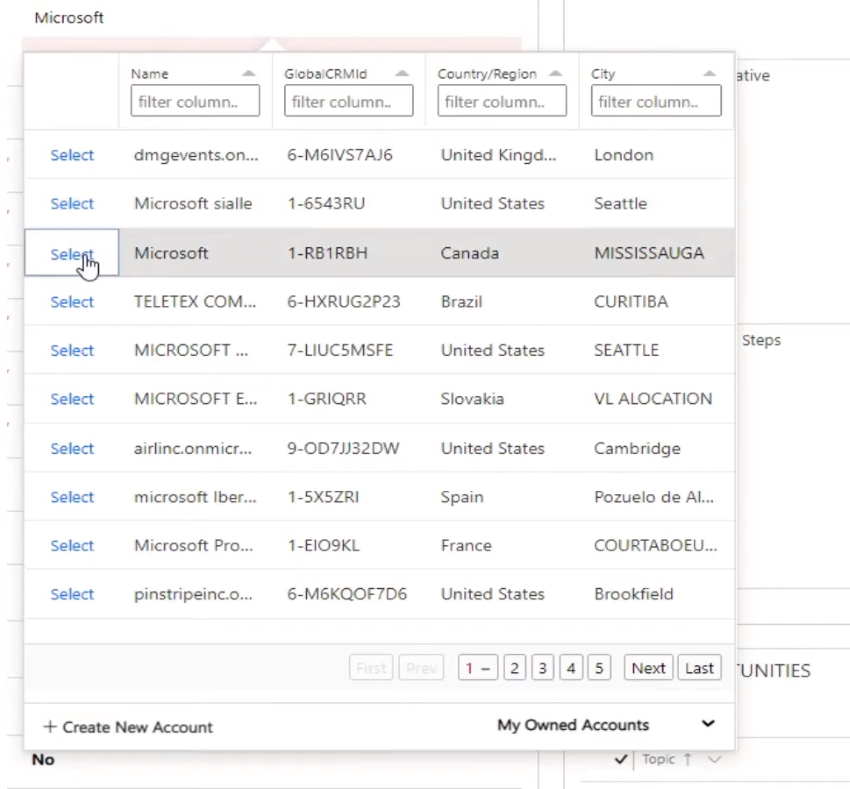 Microsoft
Name GlobalCRMId Country/Region City
ative
filter column.. filter column.. filter column.. filter column..
Select dmgevents.on... 6-M6IVS7AJ6 United Kingd... London
Select Microsoft sialle 1-6543RU United States Seattle
Select Microsoft 1-RB1RBH Canada MISSISSAUGA
Select TELETEX COM... 6-HXRUG2P23 Brazil CURITIBA
Steps
Select MICROSOFT ... 7-LIUC5MSFE United States SEATTLE
Select MICROSOFT E... 1-GRIQRR Slovakia VL ALOCATION
Select airlinc.onmicr... 9-OD7JJ32DW United States Cambridge
Select microsoft Iber... 1-5X5ZRI Spain Pozuelo de Al...
Select Microsoft Pro... 1-EIO9KL France COURTABOEU...
Select pinstripeinc.o... 6-M6KQOF7D6 United States Brookfield
First Prev 1 – 2 3 4 5 Next Last
TUNITIES
+ Create New Account My Owned Accounts
No
Topic ↑